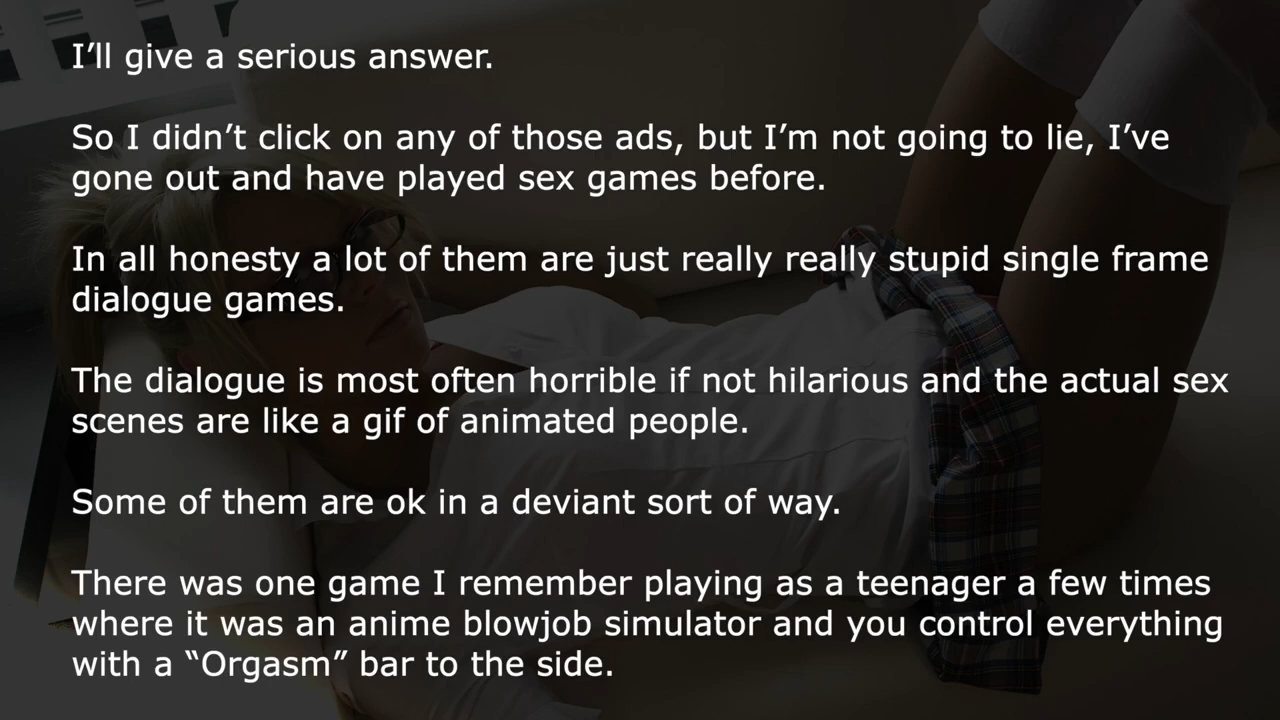 I’ll give a serious answer.
So I didn’t click on any of those ads, but I’m not going to lie, I’ve
gone out and have played sex games before.
In all honesty a lot of them are just really really stupid single frame
dialogue games.
The dialogue is most often horrible if not hilarious and the actual sex
scenes are like a gif of animated people.
Some of them are ok in a deviant sort of way.
There was one game I remember playing as a teenager a few times
where it was an anime blowjob simulator and you control everything
with a “Orgasm” bar to the side.